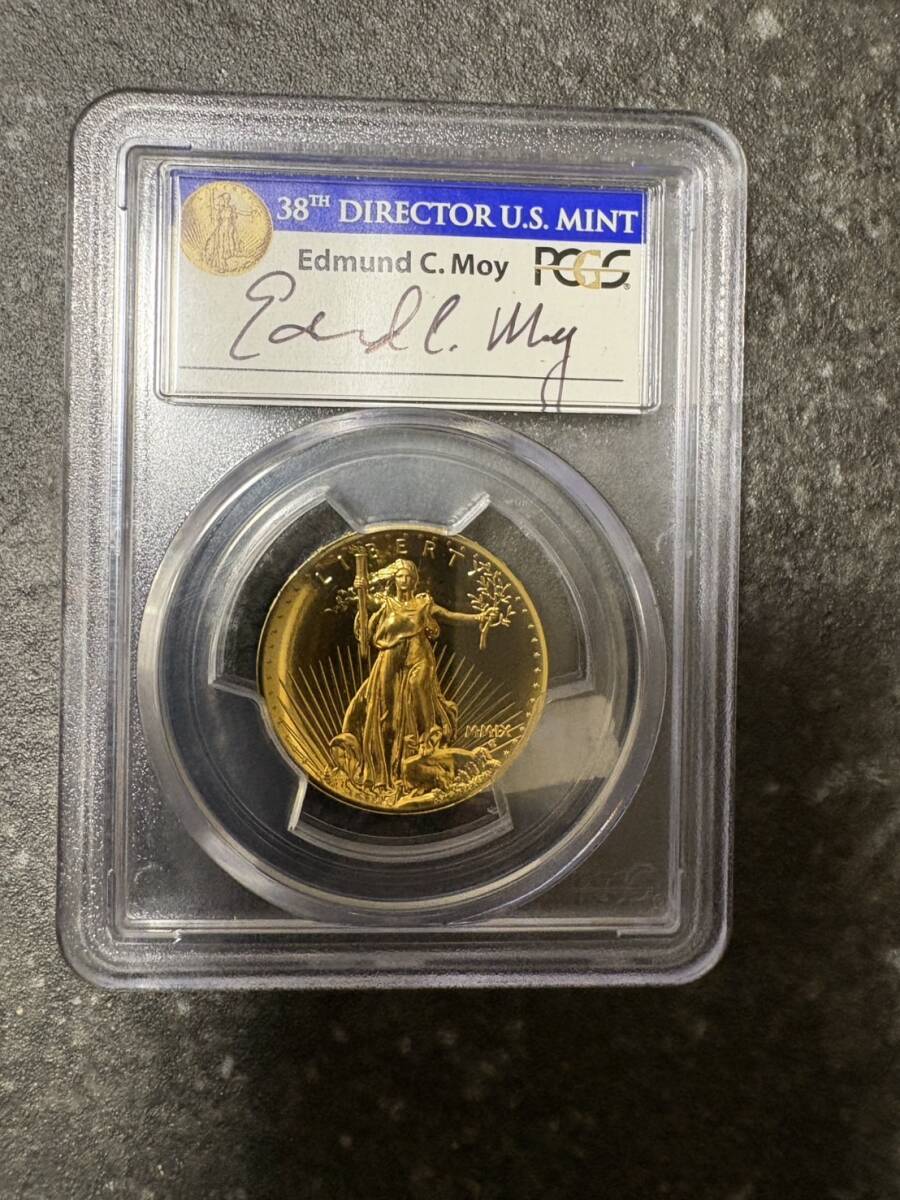 38TH DIRECTOR U.S. MINT
Edmund C. Moy PCGS
Edmund C. Moy
LIBERTY
MMIX